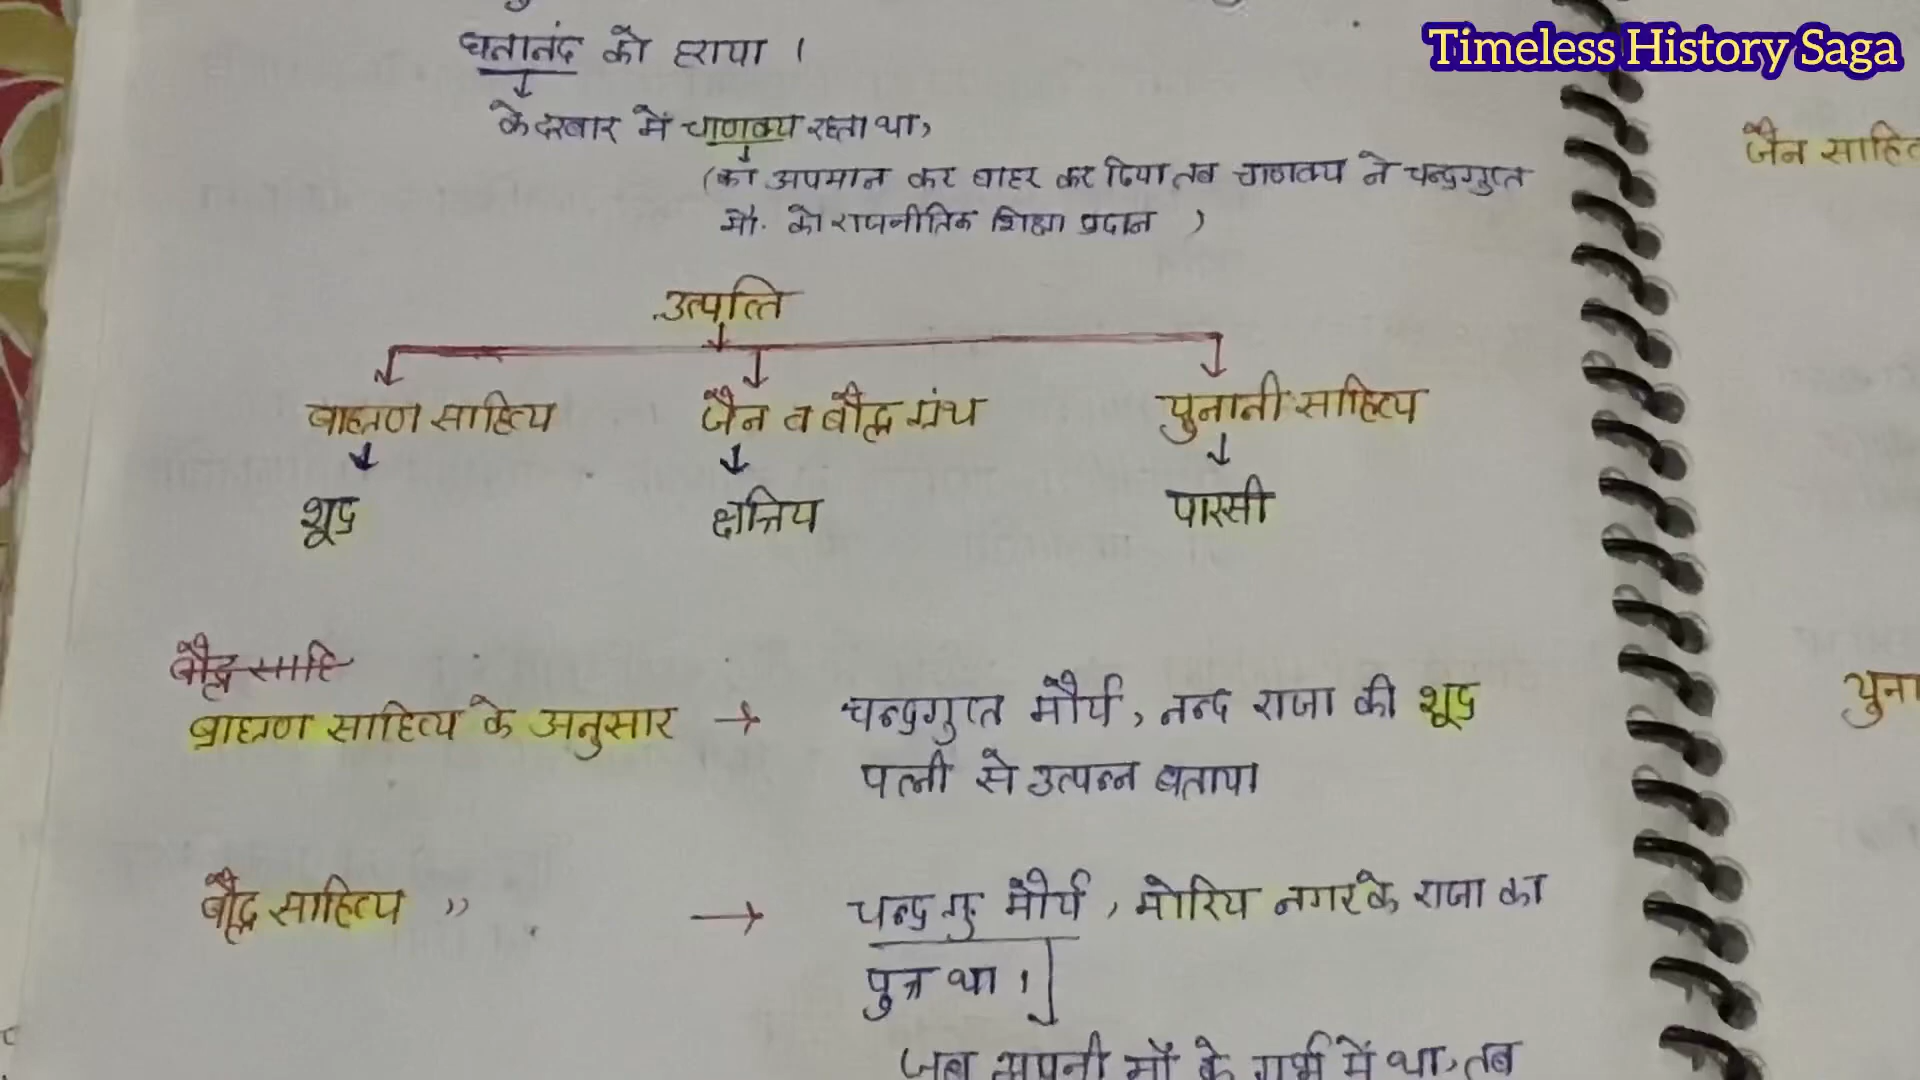 Timeless History Saga
घनानंद को हराया ।
के दरबार में चाणक्य रहता था,
(का अपमान कर बाहर कर दिया तब चाणक्य ने चन्द्रगुप्त
मौ. को राजनीतिक शिक्षा प्रदान )
उत्पत्ति
ब्राह्मण साहित्य जैन व बौद्ध ग्रंथ युनानी साहित्य
शूद्र क्षत्रिय पारसी
बौद्ध साहि
ब्राह्मण साहित्य के अनुसार → चन्द्रगुप्त मौर्य, नन्द राजा की शूद्र
पत्नी से उत्पन्न बताया
बौद्ध साहित्य ,, → चन्द्र गु मौर्य, मोरिय नगर के राजा का
पुत्र था ।
जब अपनी माँ के गर्भ में था, तब
जैन